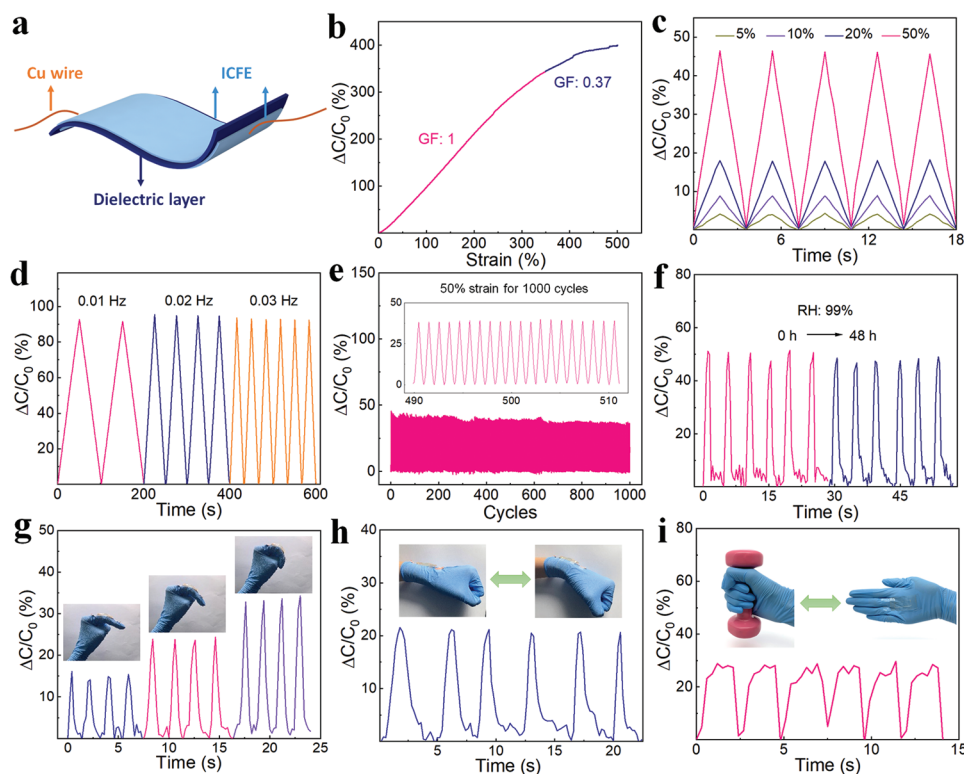 a
Cu wire
ICFE
Dielectric layer
b
ΔC/C₀ (%)
400
300
200
100
0
GF: 1
GF: 0.37
0 100 200 300 400 500
Strain (%)
c
5% 10% 20% 50%
ΔC/C₀ (%)
50
40
30
20
10
0
0 6 12 18
Time (s)
d
0.01 Hz 0.02 Hz 0.03 Hz
ΔC/C₀ (%)
100
80
60
40
20
0 200 400 600
Time (s)
e
50% strain for 1000 cycles
ΔC/C₀ (%)
150
125
100
75
50
25
0
50
25
0
490 500 510
0 200 400 600 800 1000
Cycles
f
RH: 99%
0 h 48 h
ΔC/C₀ (%)
80
60
40
20
0 15 30 45
Time (s)
g
ΔC/C₀ (%)
50
40
30
20
10
0
0 5 10 15 20 25
Time (s)
h
ΔC/C₀ (%)
40
30
20
10
0
0 5 10 15 20
Time (s)
i
ΔC/C₀ (%)
80
60
40
20
0 5 10 15
Time (s)